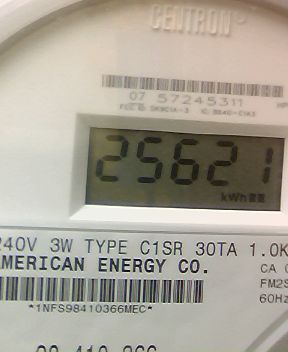 CENTRON
07 57245311
25621
kWh
240V 3W TYPE C1SR 30TA 1.0K
AMERICAN ENERGY CO. CA
FM2S
*1NFS98410366MEC* 60Hz